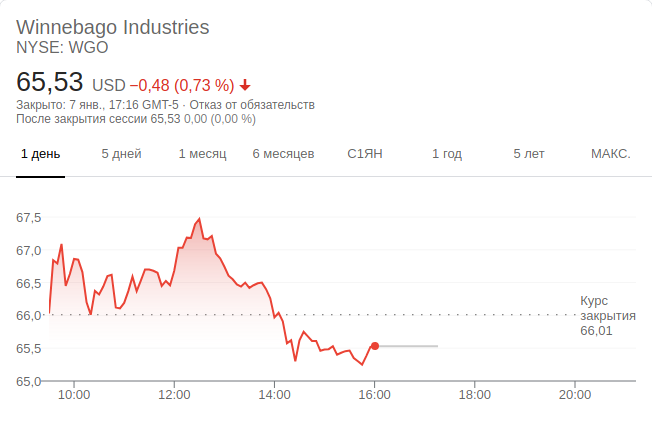 Winnebago Industries
NYSE: WGO
65,53 USD −0,48 (0,73 %)
Закрыто: 7 янв., 17:16 GMT-5 · Отказ от обязательств
После закрытия сессии 65,53 0,00 (0,00 %)
1 день 5 дней 1 месяц 6 месяцев С1ЯН 1 год 5 лет МАКС.
67,5
67,0
66,5
66,0
65,5
65,0
Курс
закрытия
66,01
10:00 12:00 14:00 16:00 18:00 20:00